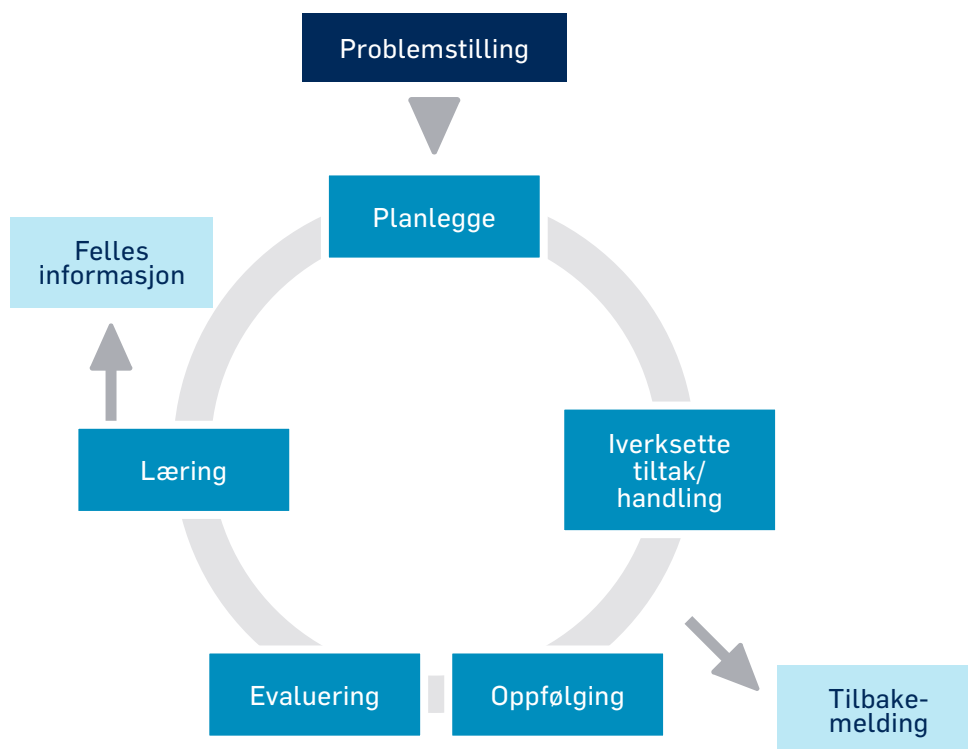 Problemstilling
Planlegge
Felles
informasjon
Læring
Iverksette
tiltak/
handling
Evaluering
Oppfølging
Tilbake-
melding